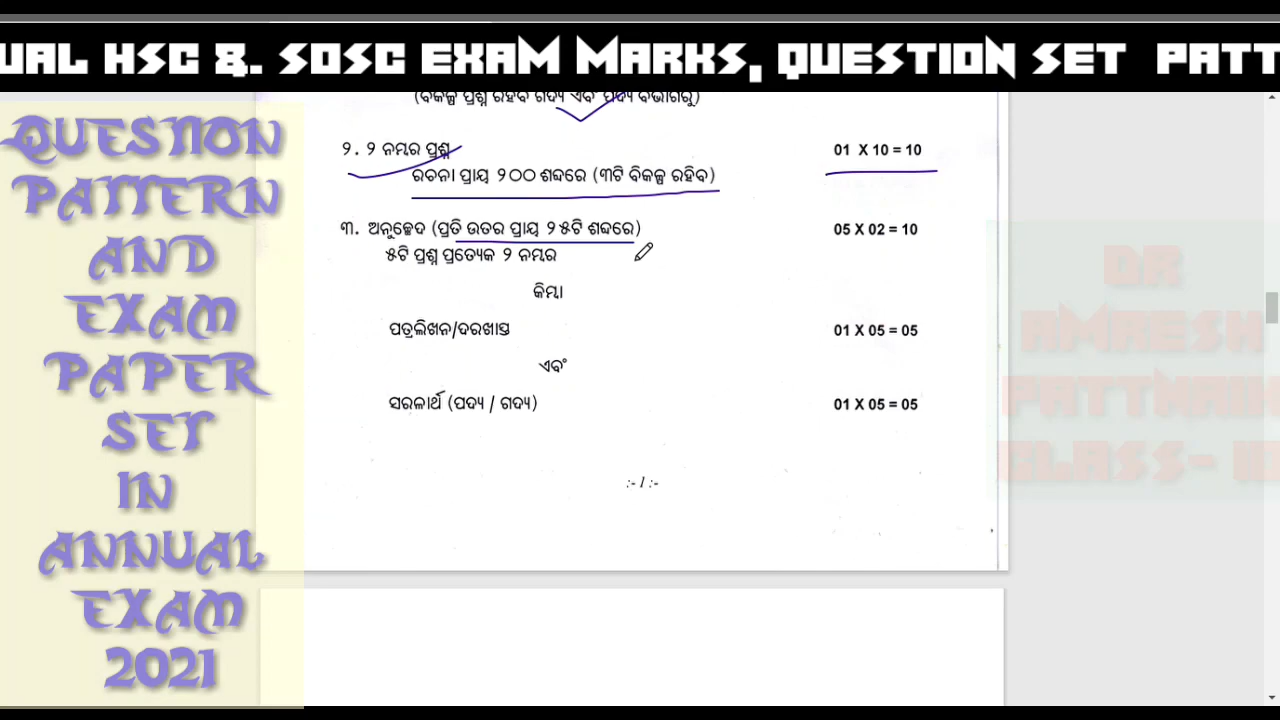 UAL HSC &. SOSC EXAM MARKS, QUESTION SET PATT
QUESTION
PATTERN
AND
EXAM
PAPER
SET
IN
ANNUAL
EXAM
2021
(ବିକଳ୍ପ ପ୍ରଶ୍ନ ରହିବ ଗଦ୍ୟ ଏବଂ ପଦ୍ୟ ବିଭାଗରୁ)
୨. ୨ ନମ୍ବର ପ୍ରଶ୍ନ 01 X 10 = 10
ରଚନା ପ୍ରାୟ ୨୦୦ ଶବ୍ଦରେ (୩ଟି ବିକଳ୍ପ ରହିବ)
୩. ଅନୁଚ୍ଛେଦ (ପ୍ରତି ଉତର ପ୍ରାୟ ୨୫ଟି ଶବ୍ଦରେ) 05 X 02 = 10
୫ଟି ପ୍ରଶ୍ନ ପ୍ରତ୍ୟେକ ୨ ନମ୍ବର
କିମ୍ବା
ପତ୍ରଲିଖନ/ଦରଖାସ୍ତ 01 X 05 = 05
ଏବଂ
ସରଳାର୍ଥ (ପଦ୍ୟ / ଗଦ୍ୟ) 01 X 05 = 05
:- 1 :-
DR
AMRESH
PATTNAIK
CLASS-